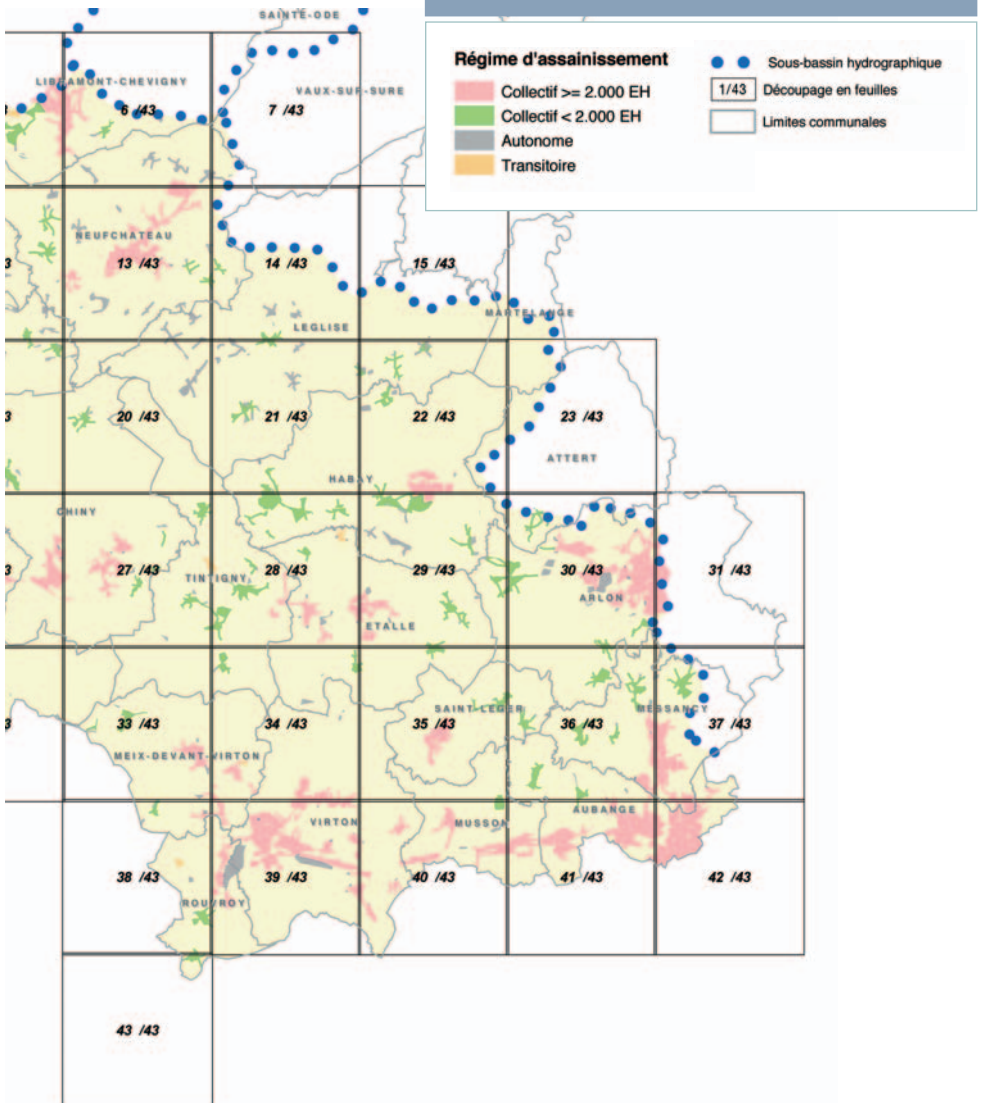 SAINTE-ODE
Régime d'assainissement
Collectif >= 2.000 EH
Collectif < 2.000 EH
Autonome
Transitoire
Sous-bassin hydrographique
1/43 Découpage en feuilles
Limites communales
LIBRAMONT-CHEVIGNY
VAUX-SUR-SURE
6 /43
7 /43
NEUFCHATEAU
13 /43
14 /43
15 /43
MARTELANGE
LEGLISE
20 /43
21 /43
22 /43
23 /43
ATTERT
HABAY
CHINY
27 /43
28 /43
29 /43
30 /43
31 /43
TINTIGNY
ARLON
ETALLE
33 /43
34 /43
35 /43
36 /43
37 /43
SAINT-LEGER
MESSANCY
MEIX-DEVANT-VIRTON
VIRTON
MUSSON
AUBANGE
38 /43
39 /43
40 /43
41 /43
42 /43
ROUVROY
43 /43